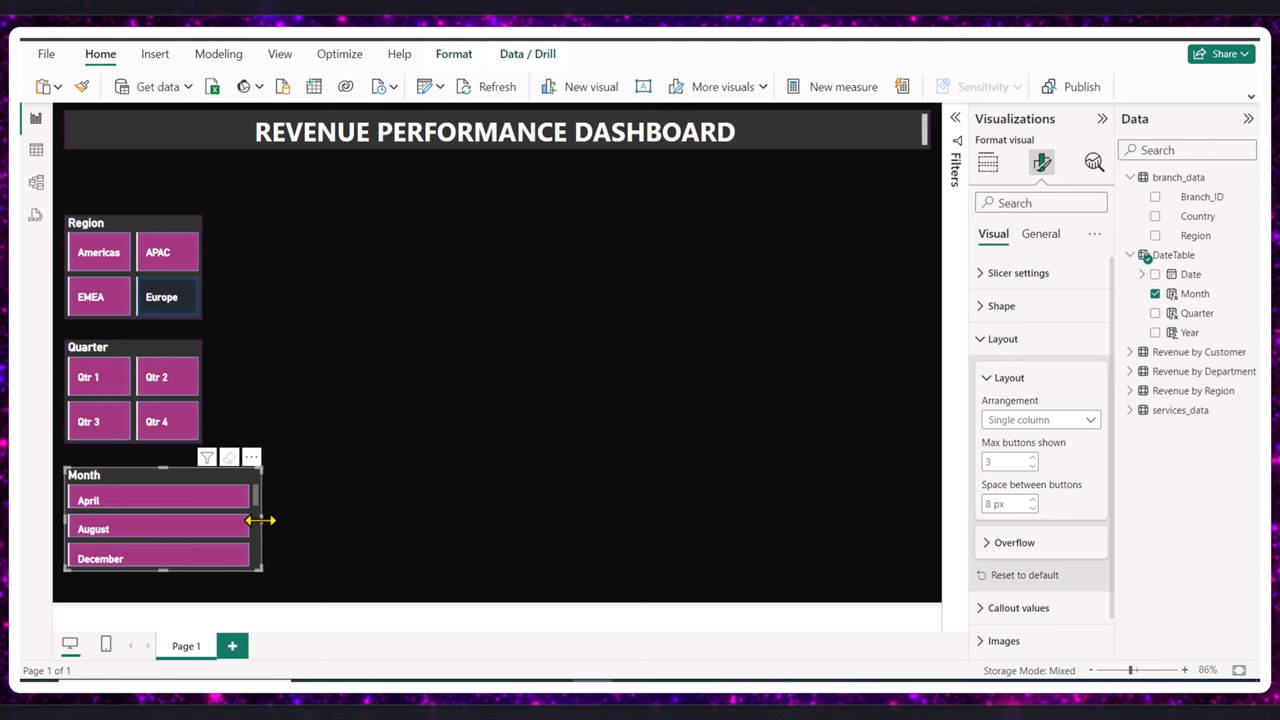 File Home Insert Modeling View Optimize Help Format Data / Drill Share
Get data Refresh New visual More visuals New measure Sensitivity Publish
REVENUE PERFORMANCE DASHBOARD
Region
Americas APAC
EMEA Europe
Quarter
Qtr 1 Qtr 2
Qtr 3 Qtr 4
Month
April
August
December
Filters
Visualizations
Format visual
Search
Visual General
Slicer settings
Shape
Layout
Layout
Arrangement
Single column
Max buttons shown
3
Space between buttons
8 px
Overflow
Reset to default
Callout values
Images
Data
Search
branch_data
Branch_ID
Country
Region
DateTable
Date
Month
Quarter
Year
Revenue by Customer
Revenue by Department
Revenue by Region
services_data
Page 1
Page 1 of 1
Storage Mode: Mixed
86%